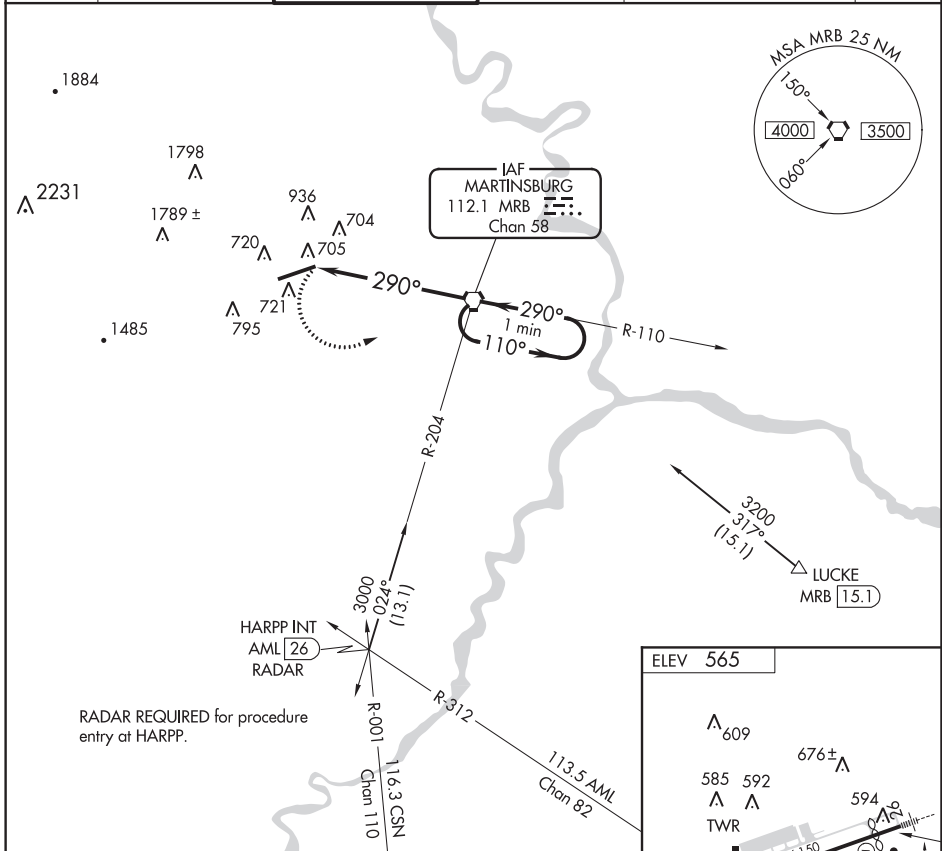 1884
1798
2231
1789 ±
936
704
720
705
721
795
1485
MSA MRB 25 NM
150°
4000
3500
060°
IAF
MARTINSBURG
112.1 MRB
Chan 58
290°
290°
1 min
110°
R-110
R-204
3200
317°
(15.1)
LUCKE
MRB 15.1
3000
024°
(13.1)
HARPP INT
AML 26
RADAR
RADAR REQUIRED for procedure
entry at HARPP.
R-312
113.5 AML
Chan 82
R-001
116.3 CSN
Chan 110
ELEV 565
609
676 ±
585
592
594
TWR
26